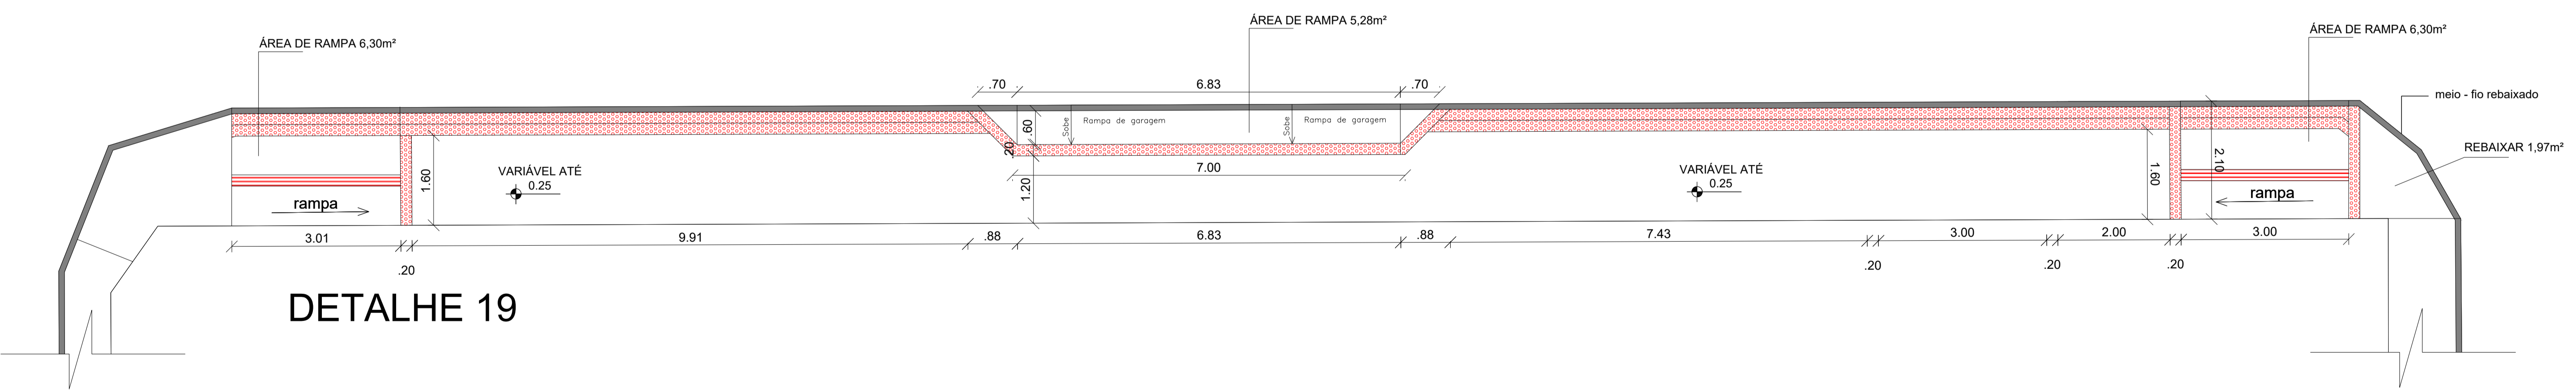 ÁREA DE RAMPA 5,28m²
ÁREA DE RAMPA 6,30m²
ÁREA DE RAMPA 6,30m²
.70
6.83
.70
meio - fio rebaixado
.60
Sobe
Rampa de garagem
Sobe
Rampa de garagem
.20
REBAIXAR 1,97m²
1.60
VARIÁVEL ATÉ
0.25
1.20
7.00
VARIÁVEL ATÉ
0.25
1.60
2.10
rampa
rampa
3.01
9.91
.88
6.83
.88
7.43
3.00
2.00
3.00
.20
.20
.20
.20
DETALHE 19